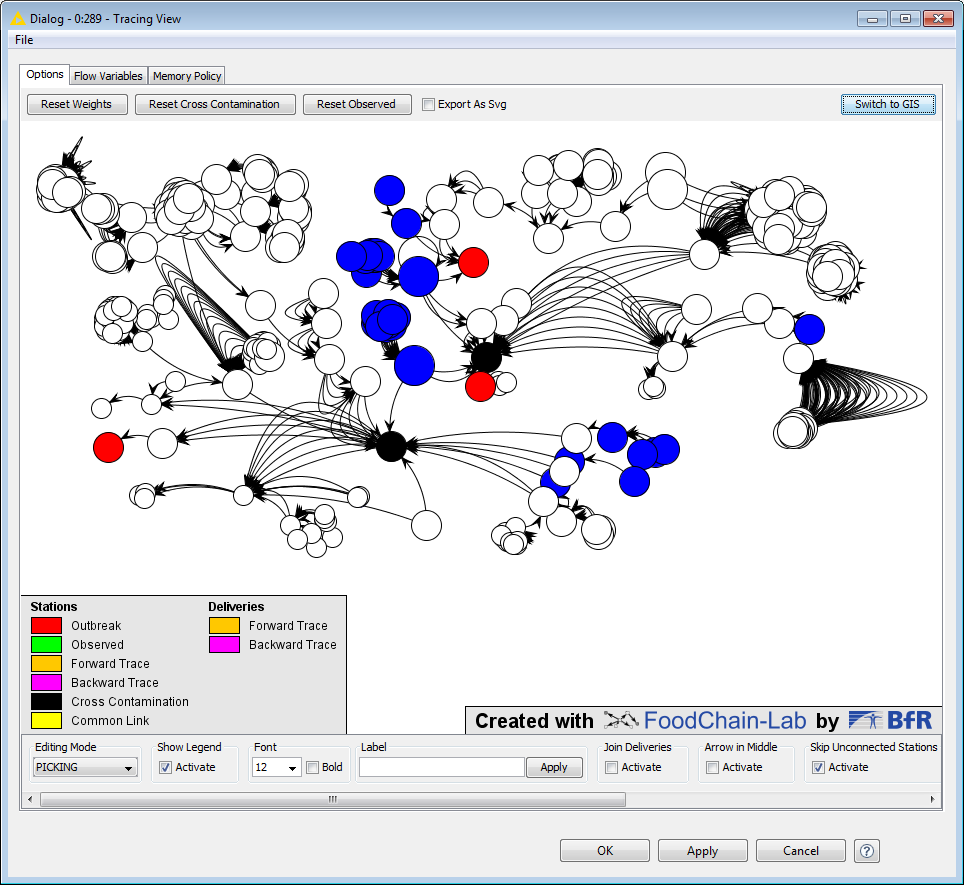 Dialog - 0:289 - Tracing View
File
Options Flow Variables Memory Policy
Reset Weights Reset Cross Contamination Reset Observed Export As Svg Switch to GIS
Stations Deliveries
Outbreak Forward Trace
Observed Backward Trace
Forward Trace
Backward Trace
Cross Contamination
Common Link
Created with FoodChain-Lab by BfR
Editing Mode Show Legend Font Label Join Deliveries Arrow in Middle Skip Unconnected Stations
PICKING Activate 12 Bold Apply Activate Activate Activate
OK Apply Cancel ?